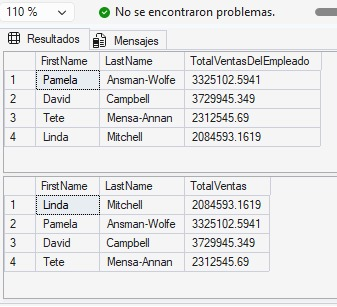 110 % No se encontraron problemas.
Resultados Mensajes
FirstName LastName TotalVentasDelEmpleado
1 Pamela Ansman-Wolfe 3325102.5941
2 David Campbell 3729945.349
3 Tete Mensa-Annan 2312545.69
4 Linda Mitchell 2084593.1619
FirstName LastName TotalVentas
1 Linda Mitchell 2084593.1619
2 Pamela Ansman-Wolfe 3325102.5941
3 David Campbell 3729945.349
4 Tete Mensa-Annan 2312545.69